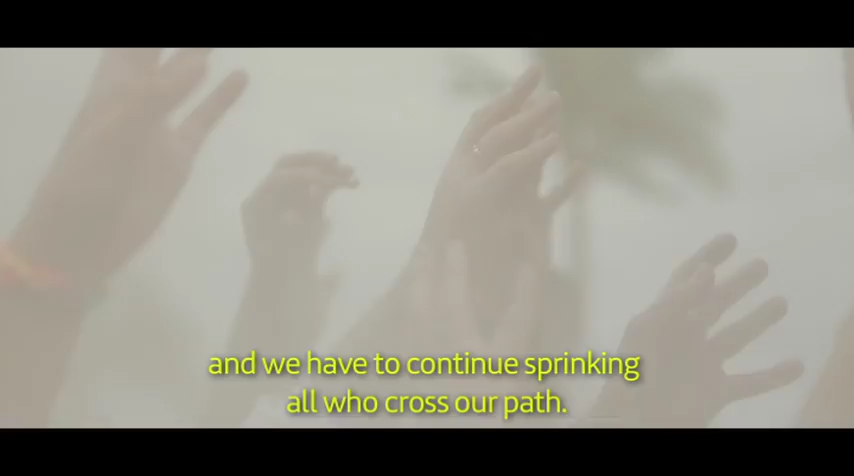 and we have to continue sprinking
all who cross our path.